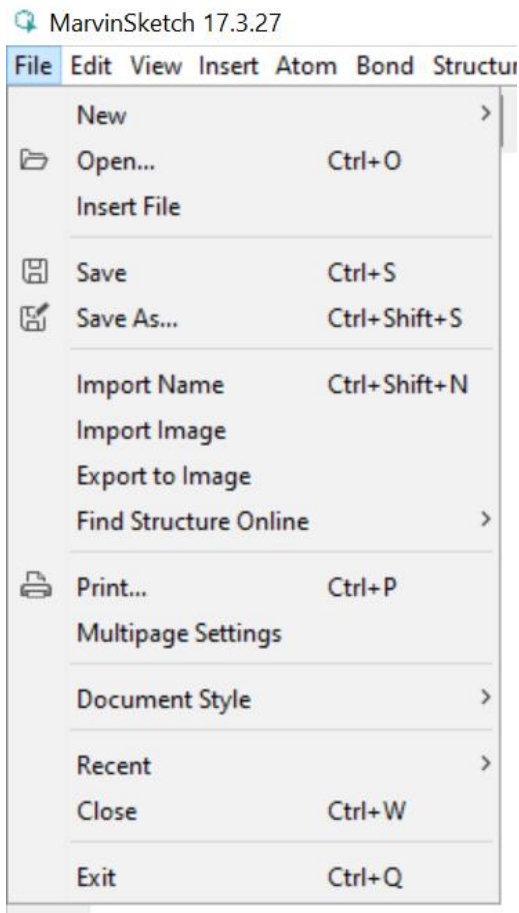 MarvinSketch 17.3.27
File Edit View Insert Atom Bond Structur
New
Open... Ctrl+O
Insert File
Save Ctrl+S
Save As... Ctrl+Shift+S
Import Name Ctrl+Shift+N
Import Image
Export to Image
Find Structure Online
Print... Ctrl+P
Multipage Settings
Document Style
Recent
Close Ctrl+W
Exit Ctrl+Q